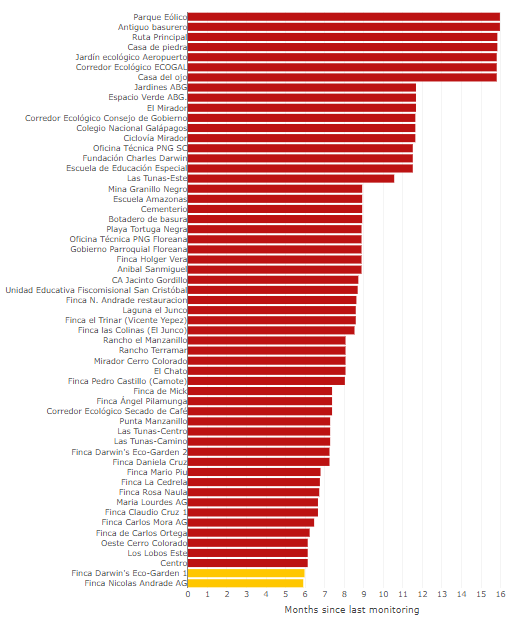 Parque Eólico
Antiguo basurero
Ruta Principal
Casa de piedra
Jardín ecológico Aeropuerto
Corredor Ecológico ECOGAL
Casa del ojo
Jardines ABG
Espacio Verde ABG.
El Mirador
Corredor Ecológico Consejo de Gobierno
Colegio Nacional Galápagos
Ciclovía Mirador
Oficina Técnica PNG SC
Fundación Charles Darwin
Escuela de Educación Especial
Las Tunas-Este
Mina Granillo Negro
Escuela Amazonas
Cementerio
Botadero de basura
Playa Tortuga Negra
Oficina Técnica PNG Floreana
Gobierno Parroquial Floreana
Finca Holger Vera
Anibal Sanmiguel
CA Jacinto Gordillo
Unidad Educativa Fiscomisional San Cristóbal
Finca N. Andrade restauracion
Laguna el Junco
Finca el Trinar (Vicente Yepez)
Finca las Colinas (El Junco)
Rancho el Manzanillo
Rancho Terramar
Mirador Cerro Colorado
El Chato
Finca Pedro Castillo (Camote)
Finca de Mick
Finca Ángel Pilamunga
Corredor Ecológico Secado de Café
Punta Manzanillo
Las Tunas-Centro
Las Tunas-Camino
Finca Darwin's Eco-Garden 2
Finca Daniela Cruz
Finca Mario Piu
Finca La Cedrela
Finca Rosa Naula
Maria Lourdes AG
Finca Claudio Cruz 1
Finca Carlos Mora AG
Finca de Carlos Ortega
Oeste Cerro Colorado
Los Lobos Este
Centro
Finca Darwin's Eco-Garden 1
Finca Nicolas Andrade AG
0 1 2 3 4 5 6 7 8 9 10 11 12 13 14 15 16
Months since last monitoring